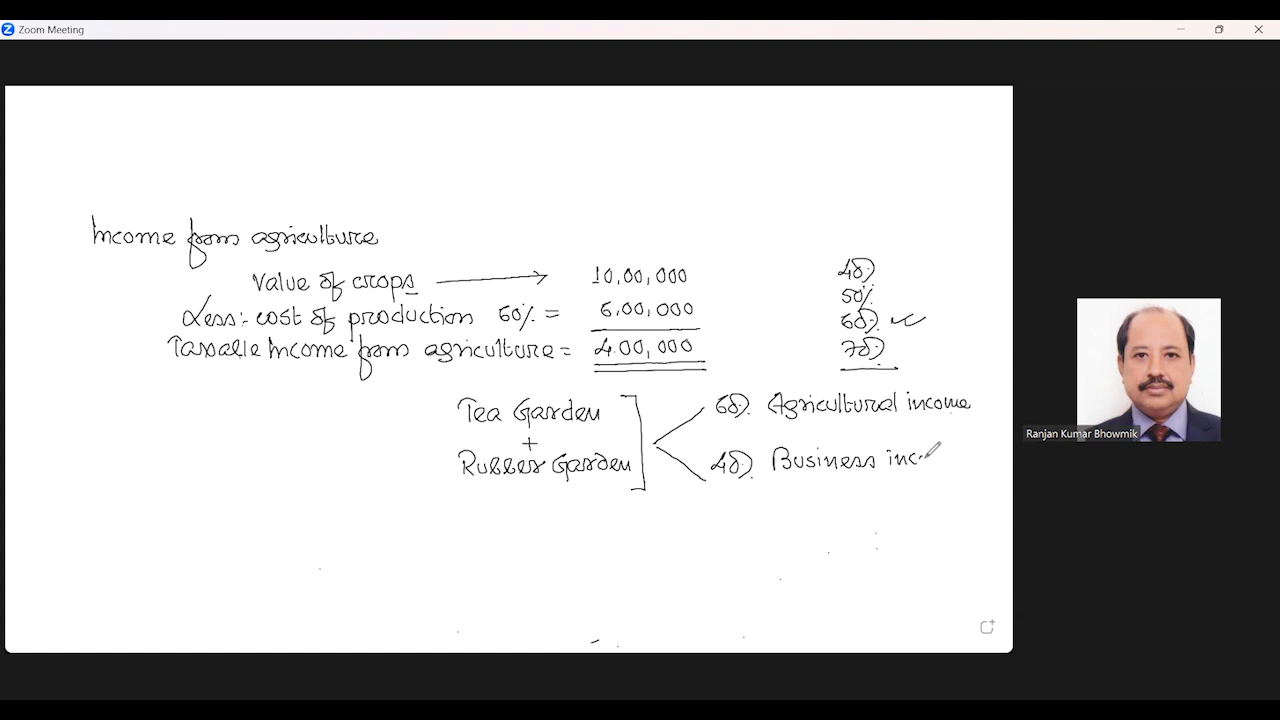 Zoom Meeting
Income from agriculture
Value of crops → 10,00,000
Less:- cost of production 60% = 6,00,000
Taxable Income from agriculture = 4,00,000
40%
50%
60% ✓
70%
Tea Garden
+
Rubber Garden
60% Agricultural income
40% Business inc
Ranjan Kumar Bhowmik